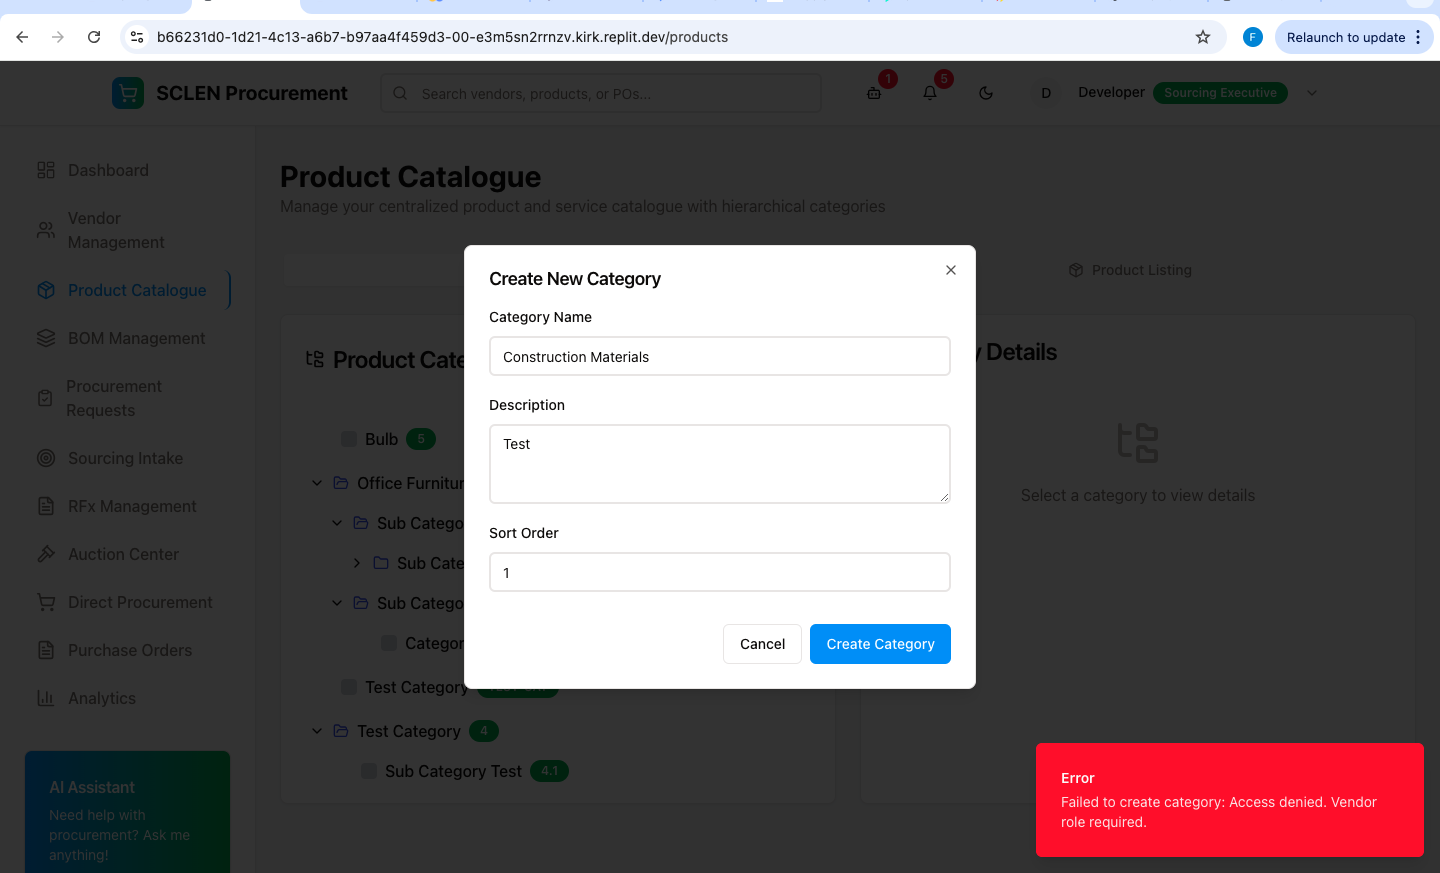 b66231d0-1d21-4c13-a6b7-b97aa4f459d3-00-e3m5sn2rrnzv.kirk.replit.dev/products
F
Relaunch to update
SCLEN Procurement
Search vendors, products, or POs...
1
5
D
Developer
Sourcing Executive
Dashboard
Vendor
Management
Product Catalogue
BOM Management
Procurement
Requests
Sourcing Intake
RFx Management
Auction Center
Direct Procurement
Purchase Orders
Analytics
AI Assistant
Need help with
procurement? Ask me
anything!
Product Catalogue
Manage your centralized product and service catalogue with hierarchical categories
Product Listing
Product Cate
Bulb
5
Office Furnitur
Sub Catego
Sub Cate
Sub Catego
Categor
Test Category
Test Category
4
Sub Category Test
4.1
y Details
Select a category to view details
Create New Category
Category Name
Construction Materials
Description
Test
Sort Order
1
Cancel
Create Category
Error
Failed to create category: Access denied. Vendor
role required.